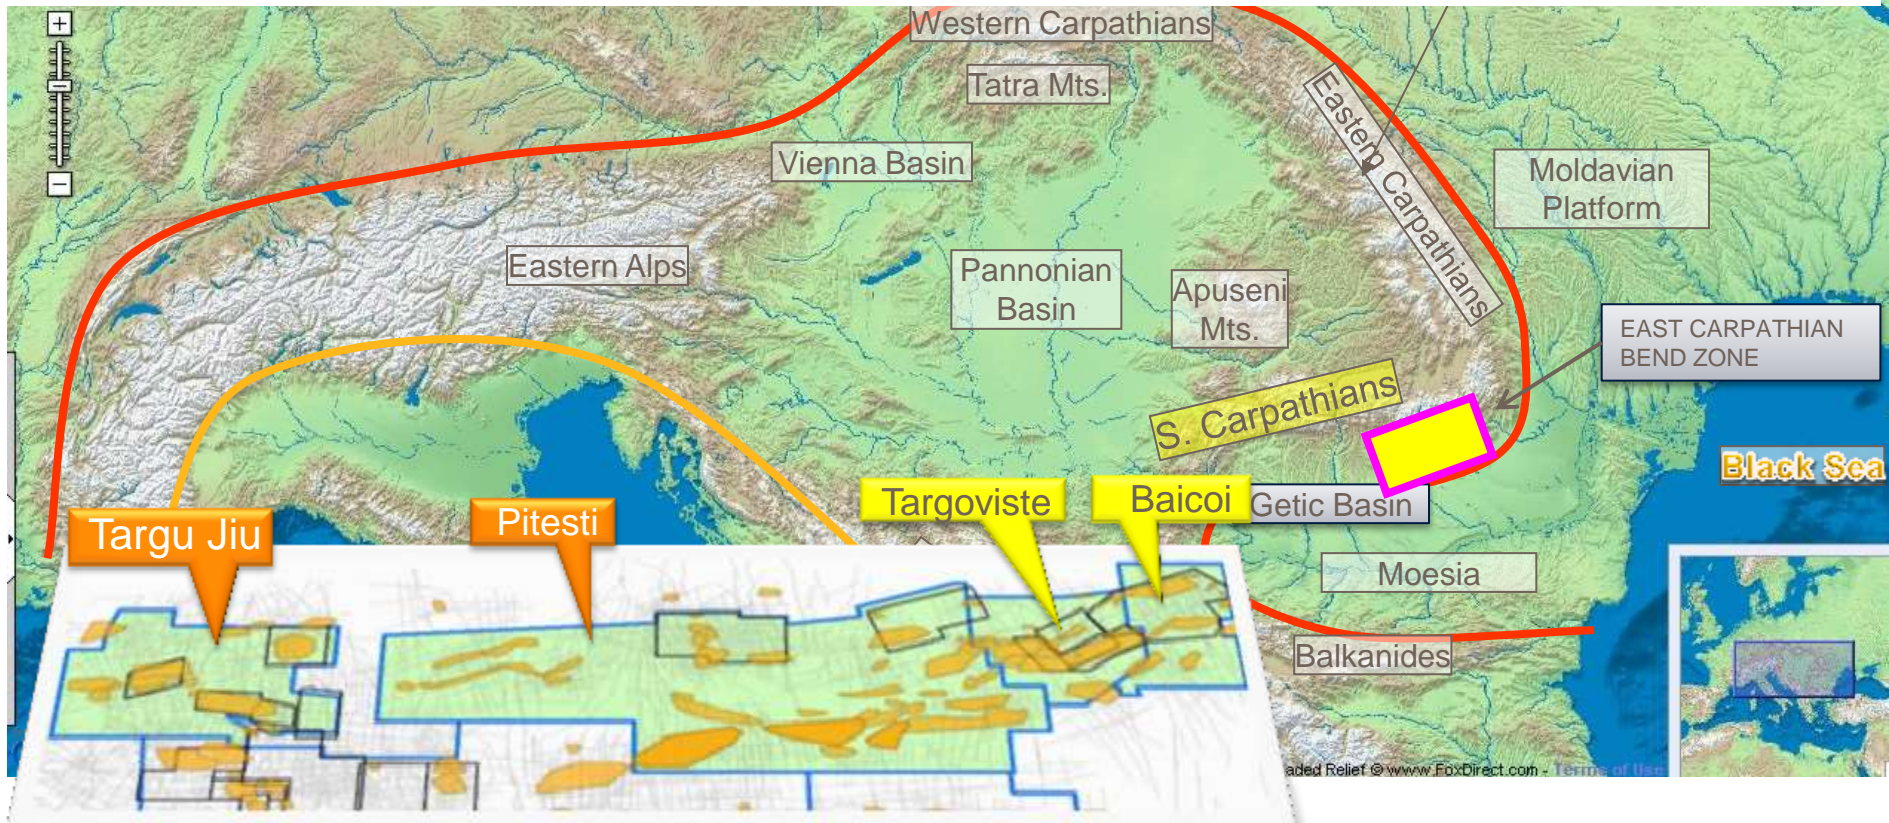 Western Carpathians
Tatra Mts.
Eastern Carpathians
Vienna Basin
Moldavian
Platform
Eastern Alps
Pannonian
Basin
Apuseni
Mts.
EAST CARPATHIAN
BEND ZONE
S. Carpathians
Black Sea
Targu Jiu
Pitesti
Targoviste
Baicoi
Getic Basin
Moesia
Balkanides
aded Relief © www.FoxDirect.com - Terms of Use